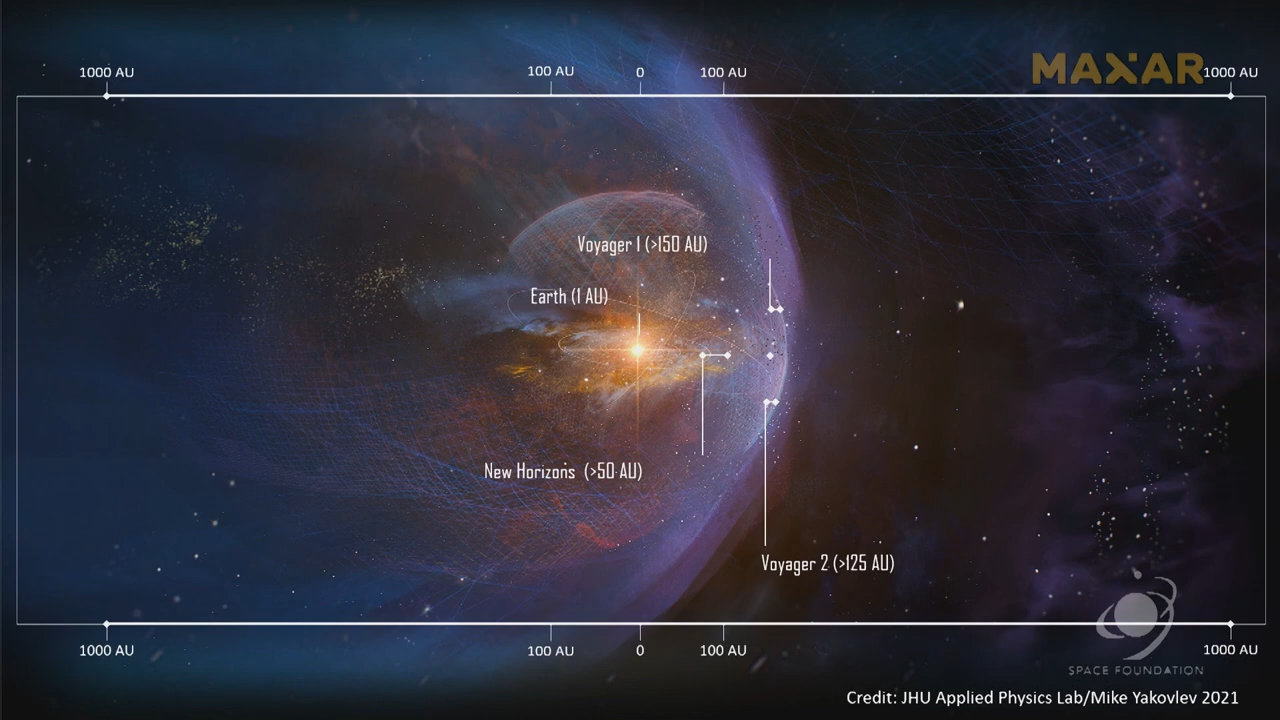 MAXAR
1000 AU 100 AU 0 100 AU 1000 AU
Voyager 1 (>150 AU)
Earth (1 AU)
New Horizons (>50 AU)
Voyager 2 (>125 AU)
1000 AU 100 AU 0 100 AU 1000 AU
SPACE FOUNDATION
Credit: JHU Applied Physics Lab/Mike Yakovlev 2021